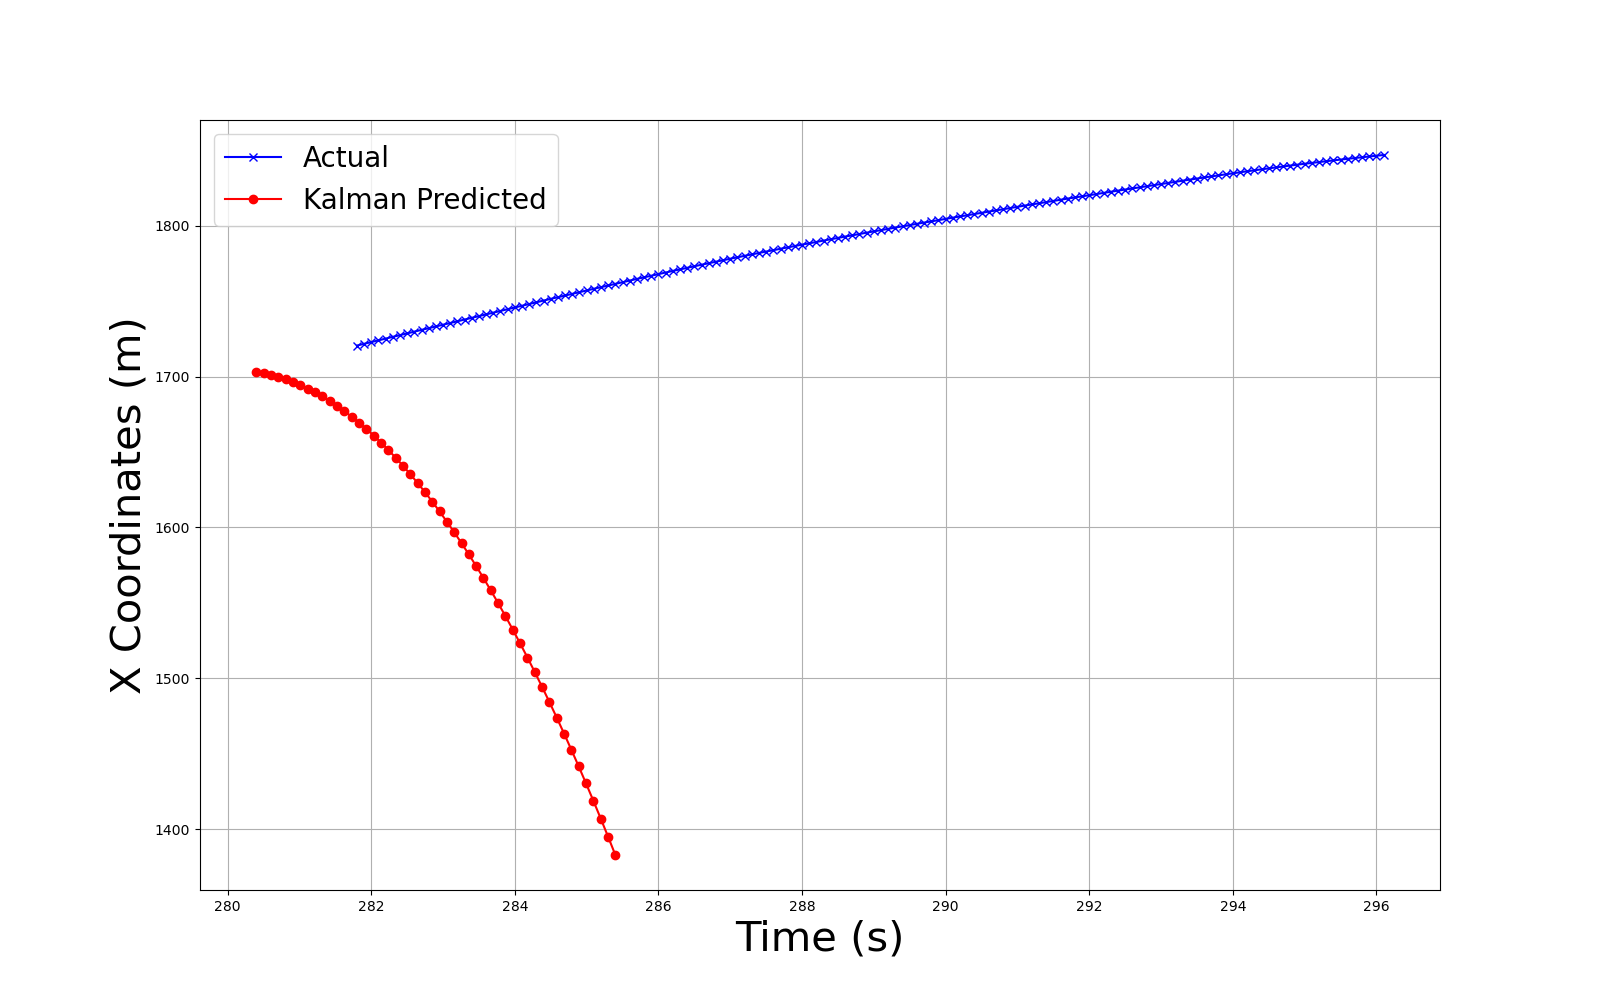 Actual
Kalman Predicted
X Coordinates (m)
1800
1700
1600
1500
1400
280 282 284 286 288 290 292 294 296
Time (s)